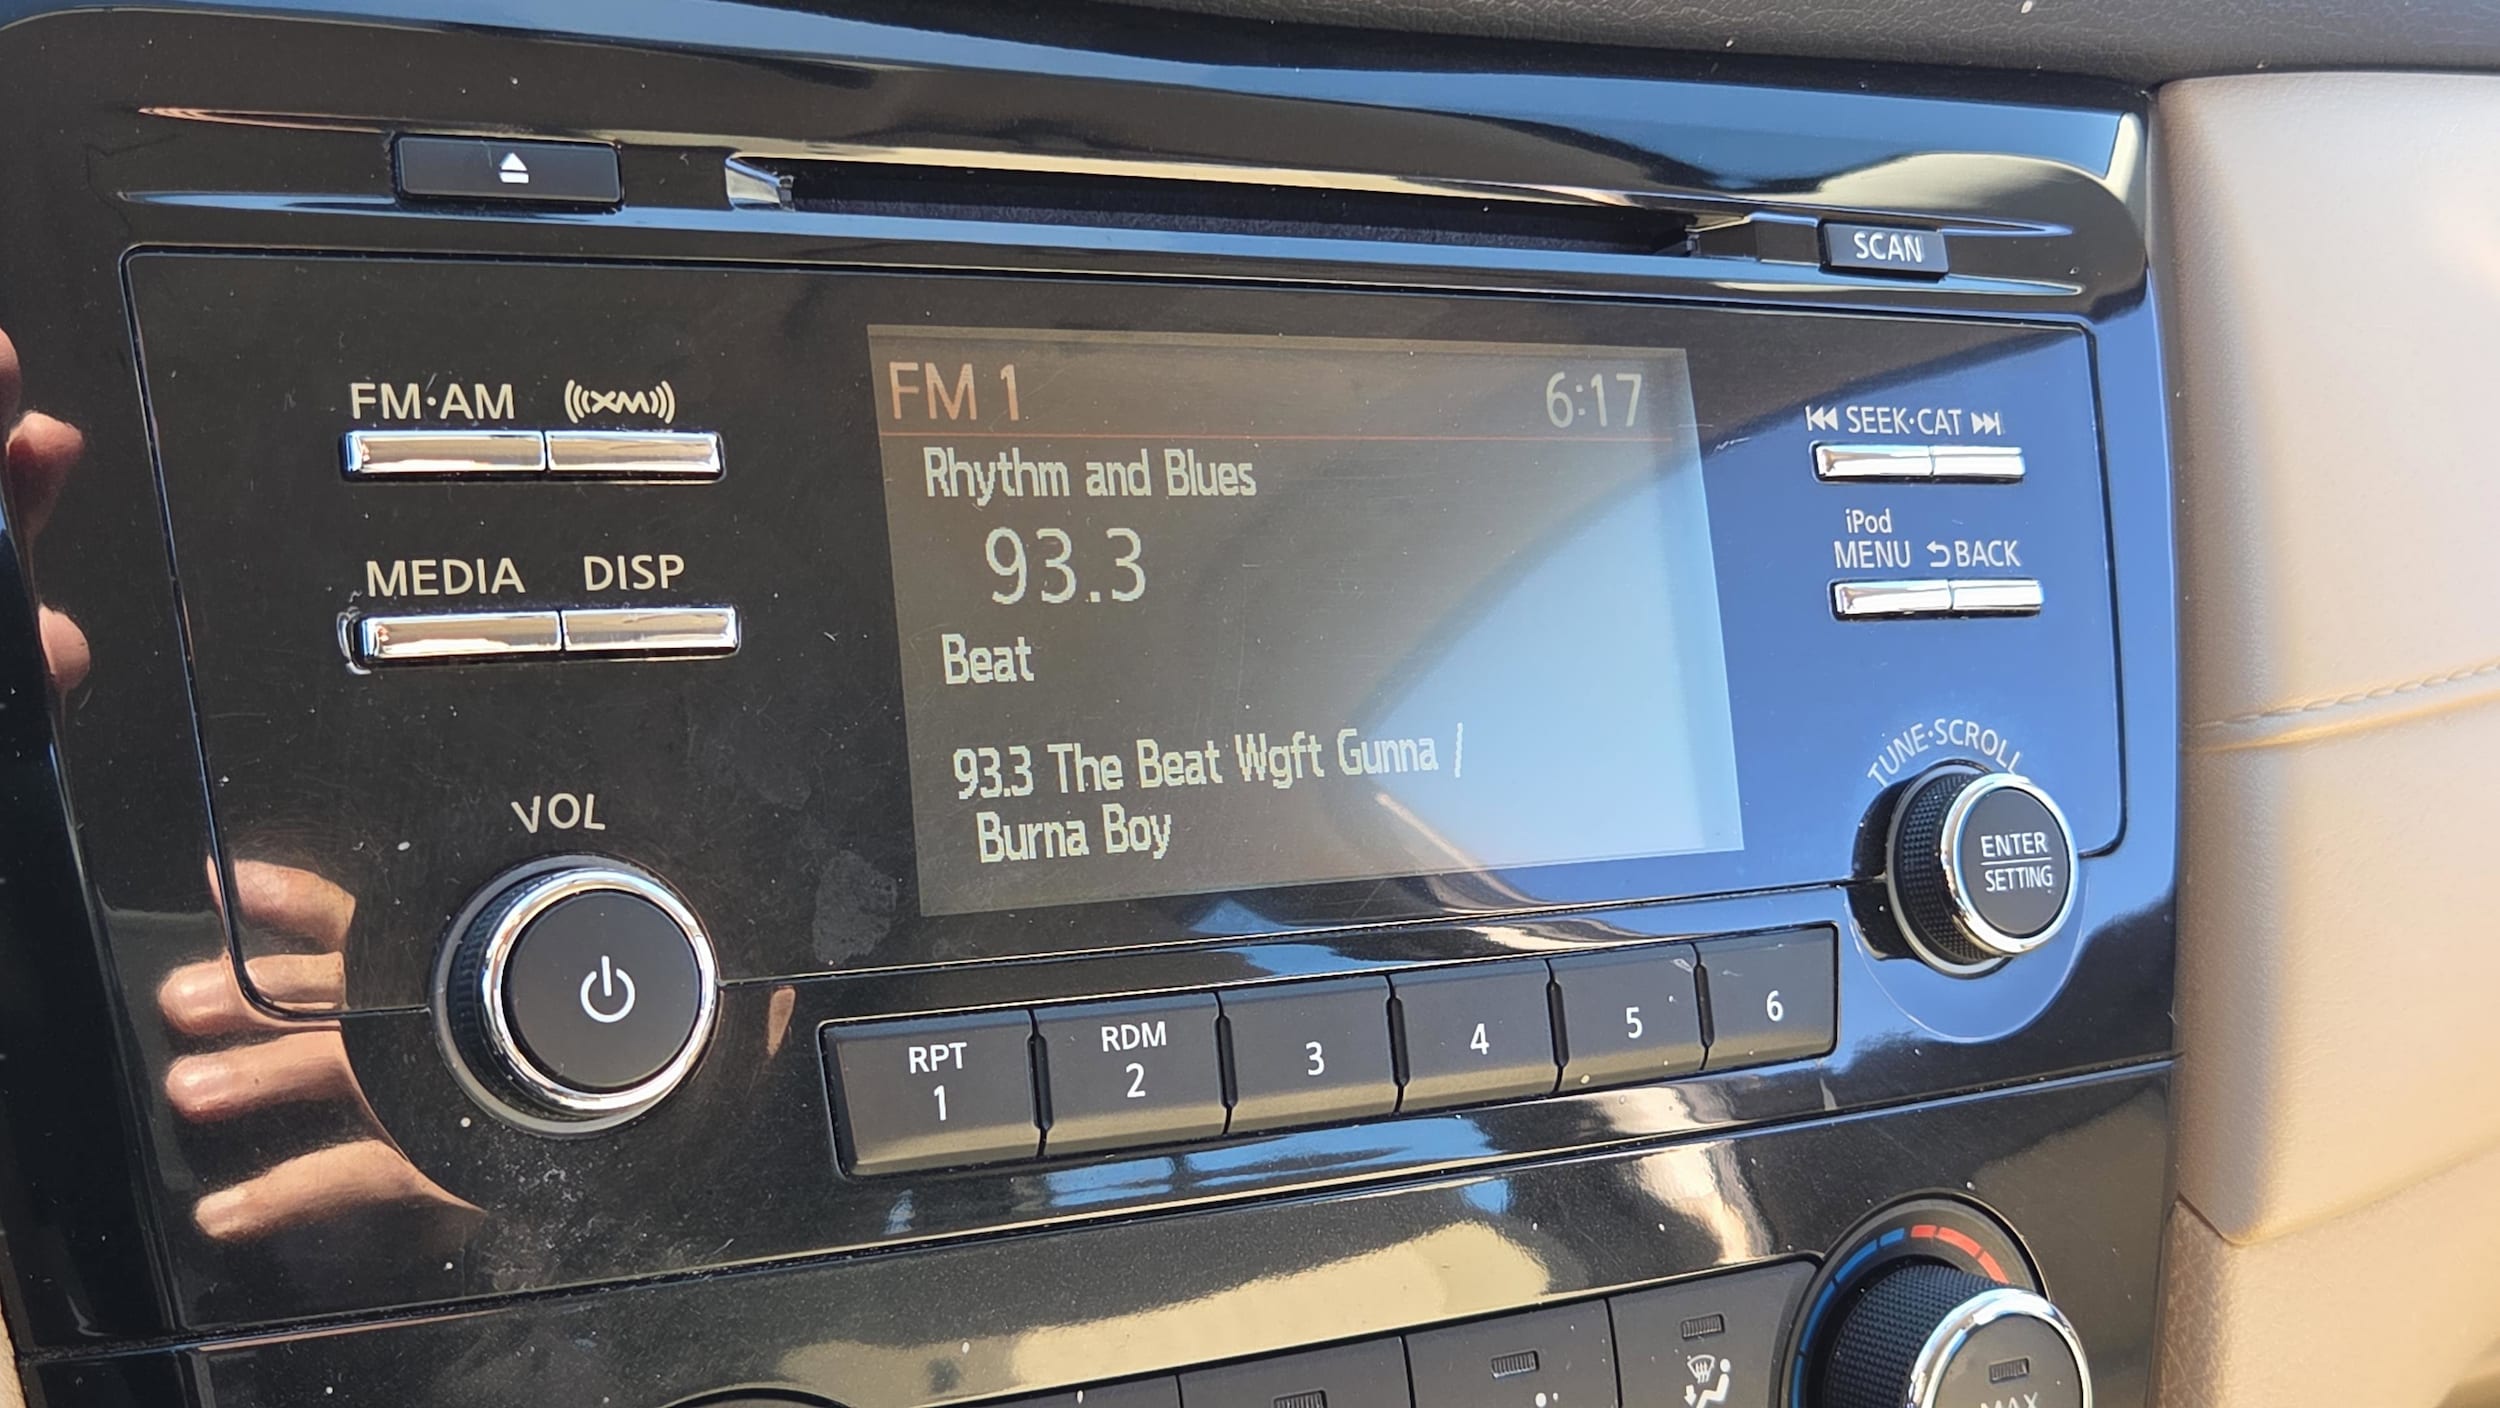 SCAN
FM·AM
((XM))
FM 1
6:17
SEEK·CAT
Rhythm and Blues
93.3
iPod
MENU
BACK
MEDIA
DISP
Beat
93.3 The Beat Wgft Gunna /
Burna Boy
TUNE·SCROLL
VOL
ENTER
SETTING
RPT
1
RDM
2
3
4
5
6
MAX